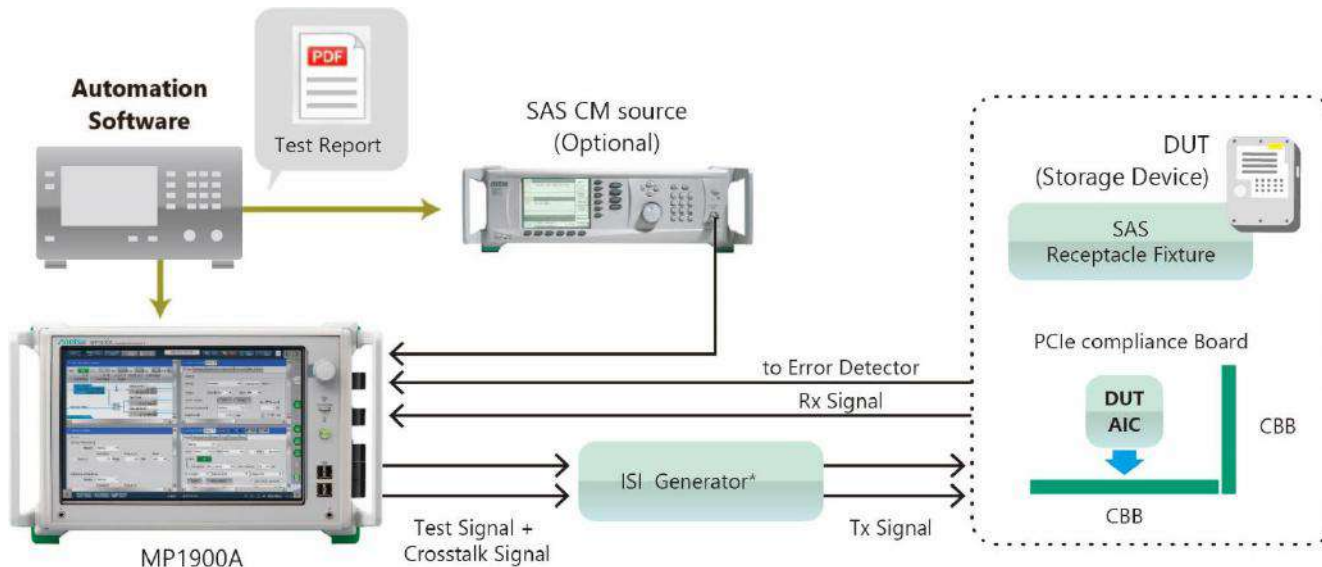 Automation
Software
PDF
Test Report
SAS CM source
(Optional)
DUT
(Storage Device)
SAS
Receptacle Fixture
PCIe compliance Board
to Error Detector
Rx Signal
DUT
AIC
CBB
ISI Generator*
CBB
Test Signal +
Crosstalk Signal
Tx Signal
MP1900A